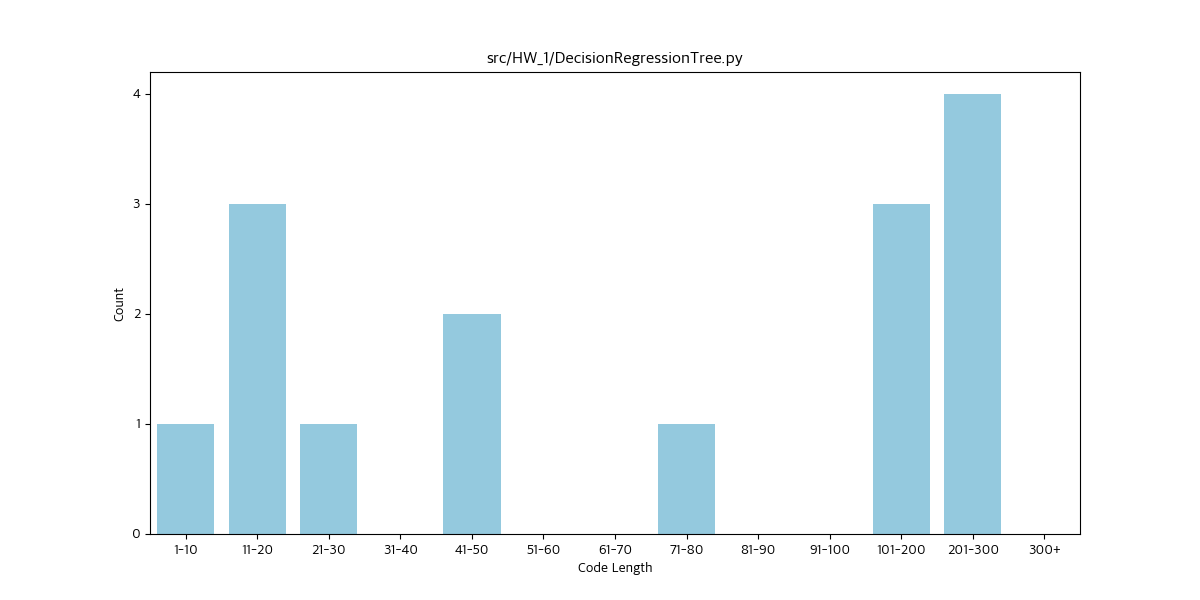 src/HW_1/DecisionRegressionTree.py
4
3
2
1
0
Count
1-10 11-20 21-30 31-40 41-50 51-60 61-70 71-80 81-90 91-100 101-200 201-300 300+
Code Length